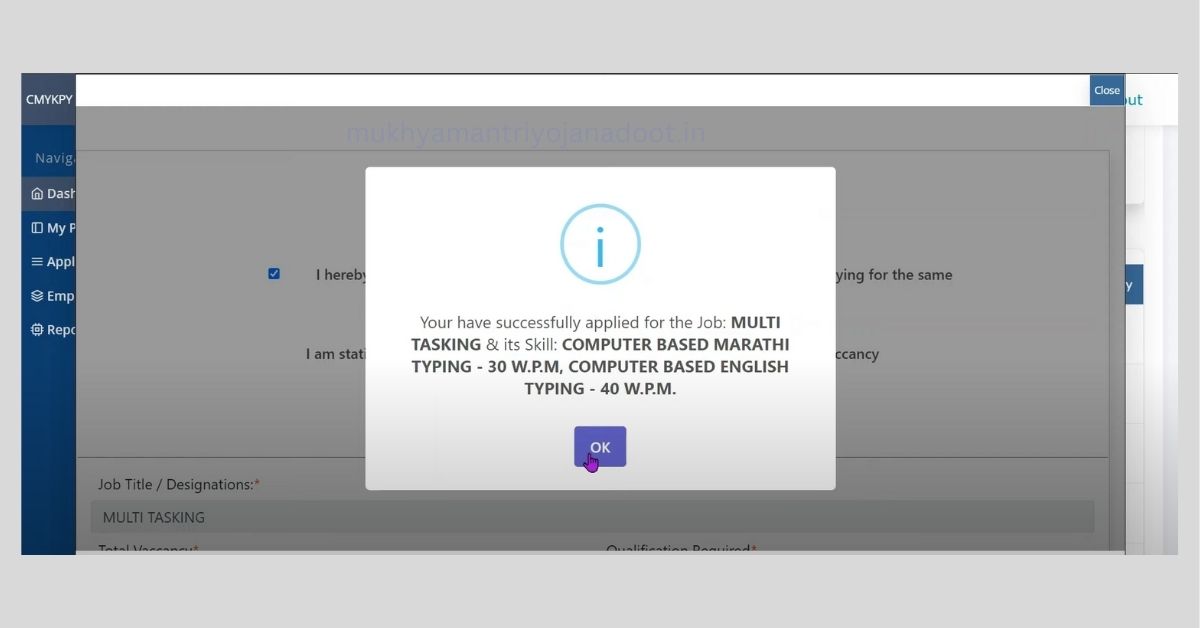 Close
CMYKPY
out
mukhyamantriyojanadoot.in
Naviga
Dash
My P
Appl
Emp
Repo
I hereby
ying for the same
y
i
Your have successfully applied for the Job: MULTI
TASKING & its Skill: COMPUTER BASED MARATHI
TYPING - 30 W.P.M, COMPUTER BASED ENGLISH
TYPING - 40 W.P.M.
I am stati
ccancy
OK
Job Title / Designations:*
MULTI TASKING
Total Vaccancy*
Qualification Required*